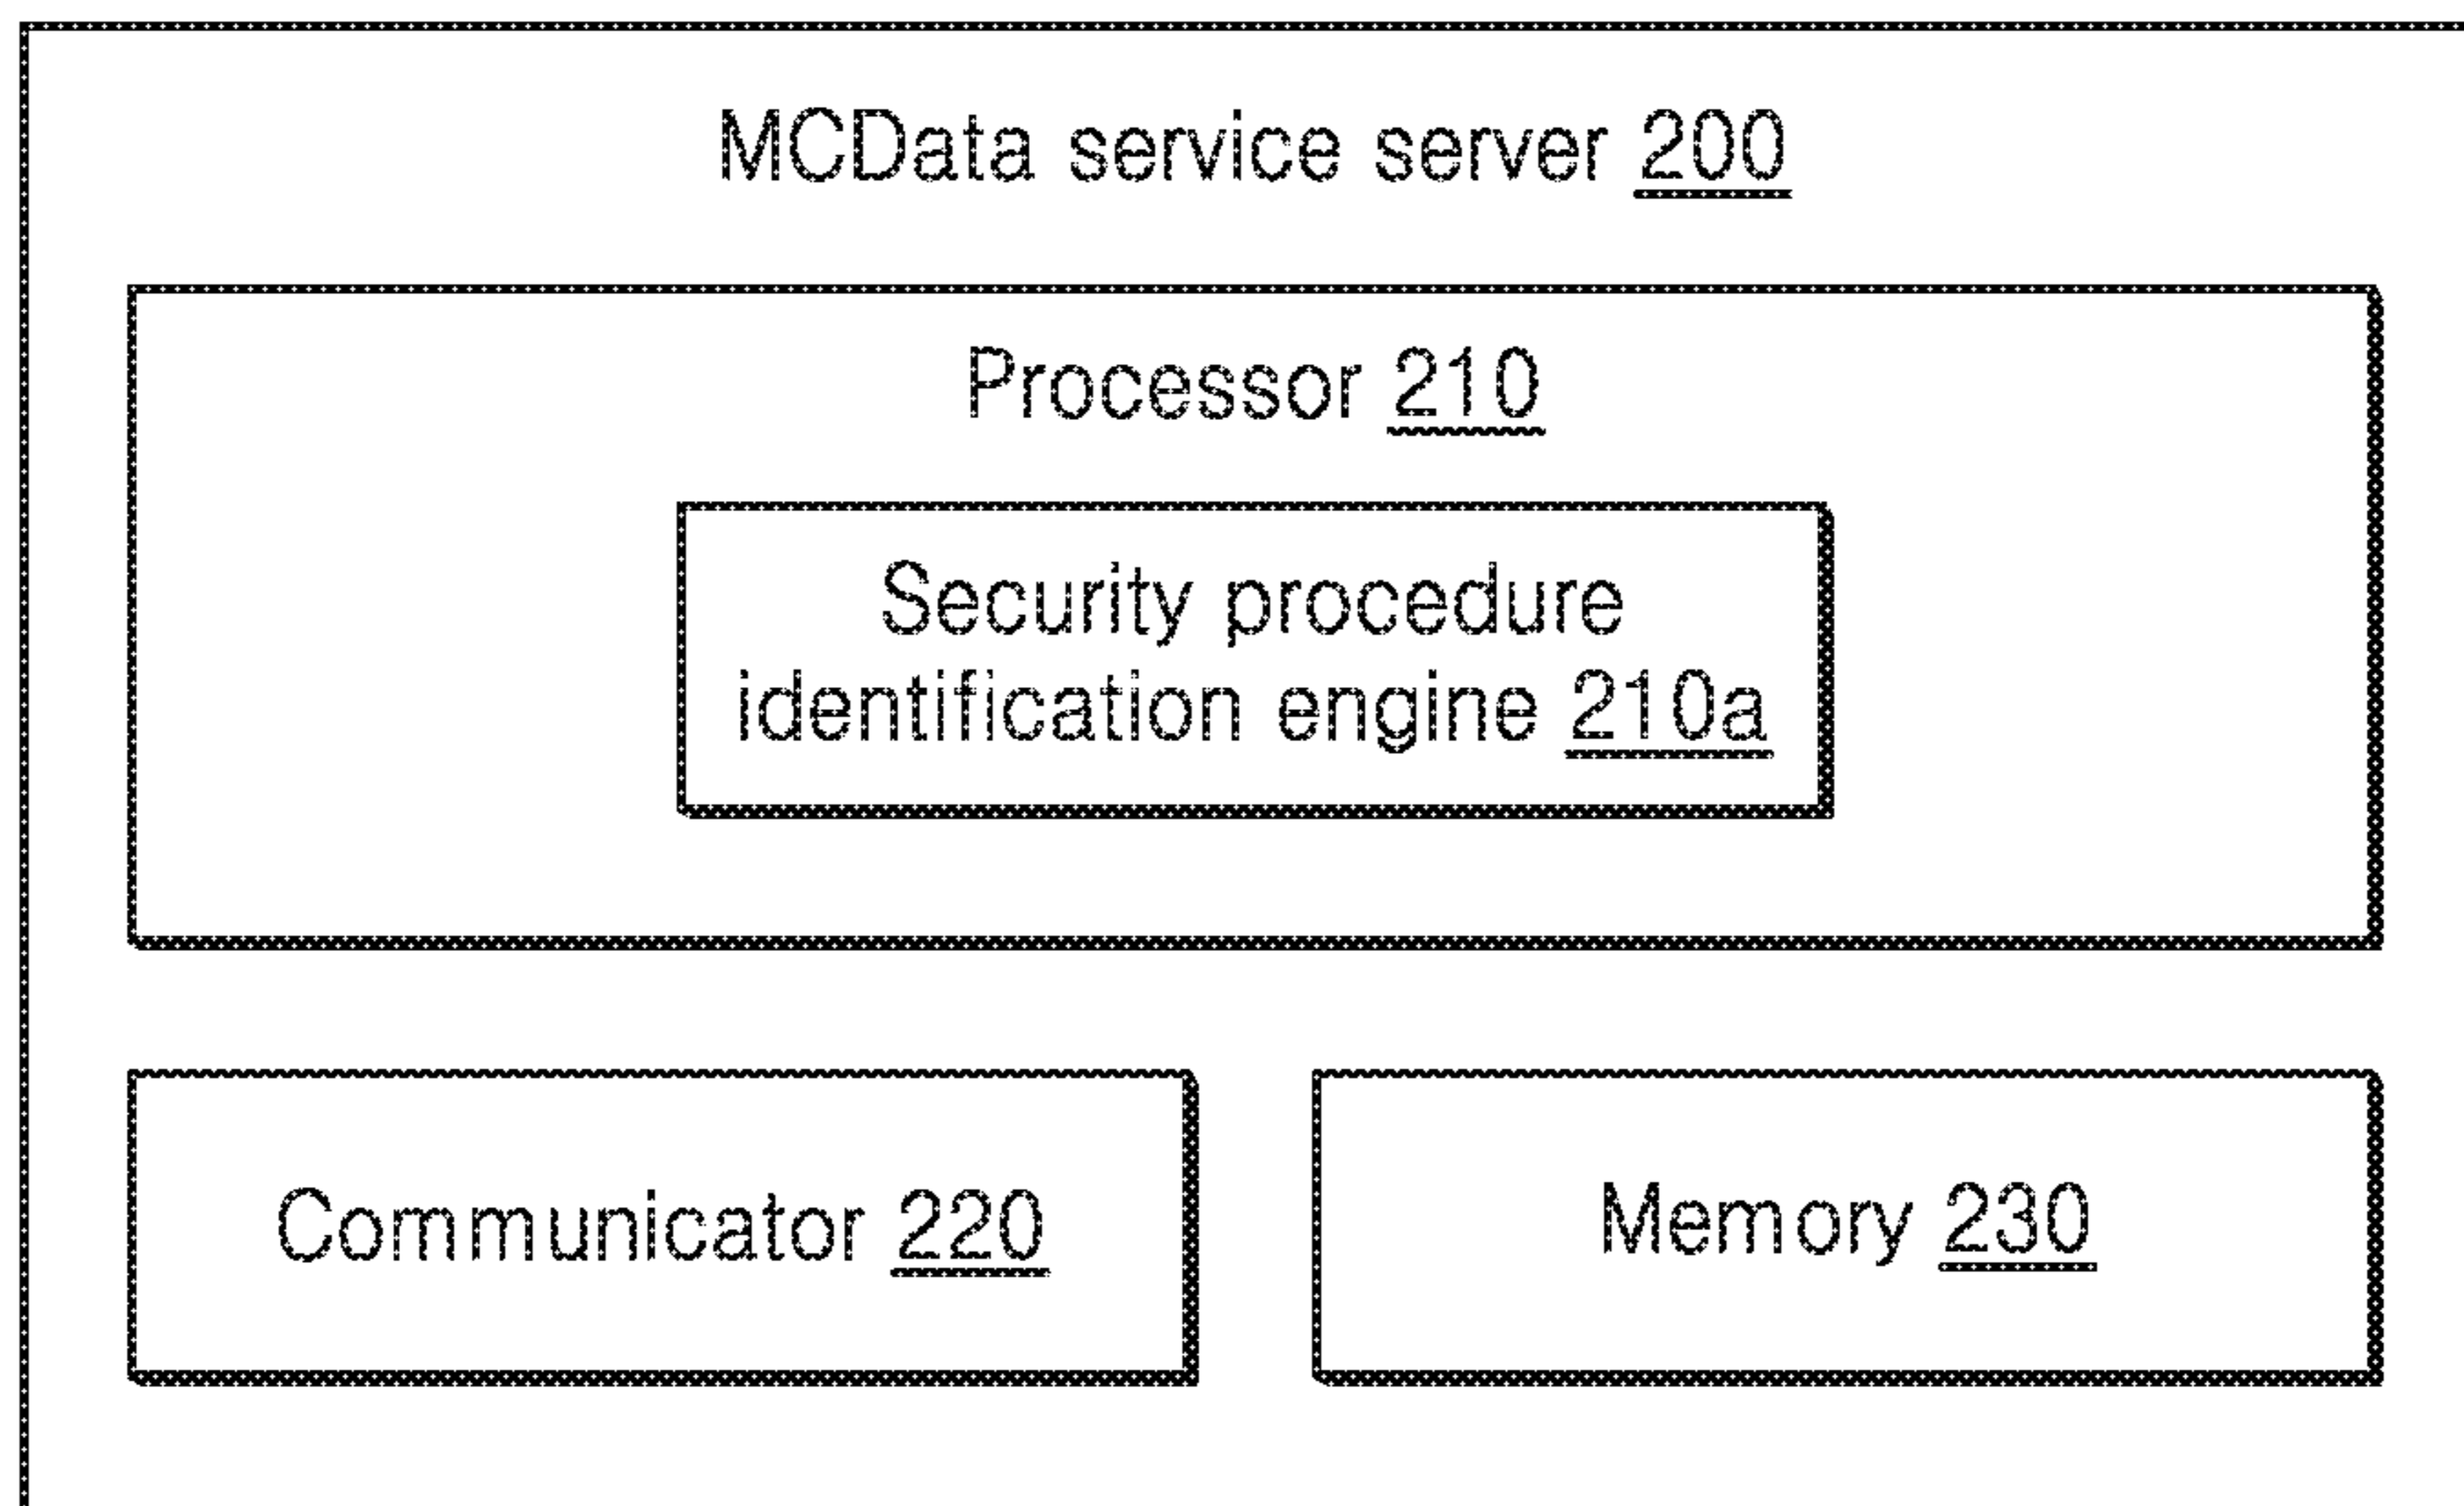 MCData service server 200
Processor 210
Security procedure
identification engine 210a
Communicator 220
Memory 230